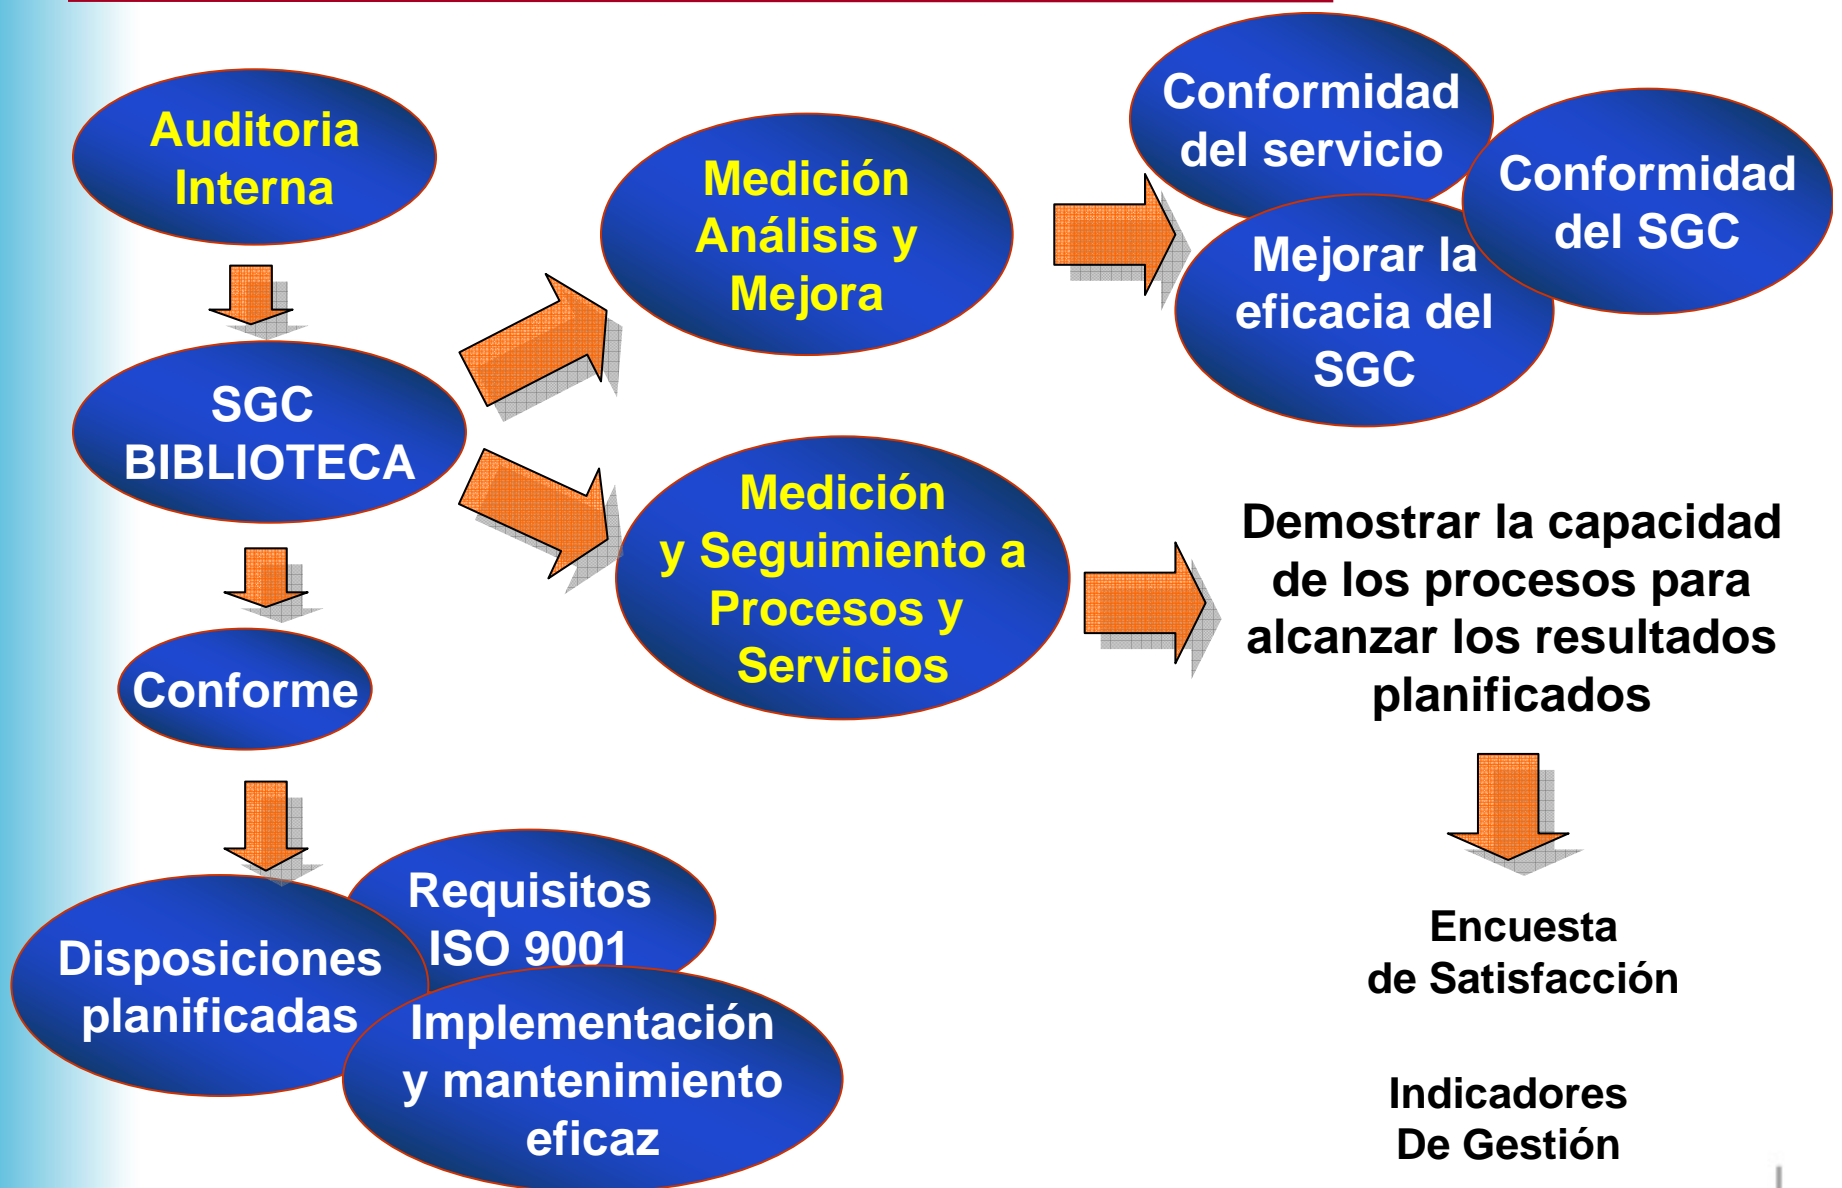 Auditoria
Interna
SGC
BIBLIOTECA
Conforme
Disposiciones
planificadas
Requisitos
ISO 9001
Implementación
y mantenimiento
eficaz
Medición
Análisis y
Mejora
Conformidad
del servicio
Conformidad
del SGC
Mejorar la
eficacia del
SGC
Medición
y Seguimiento a
Procesos y
Servicios
Demostrar la capacidad
de los procesos para
alcanzar los resultados
planificados
Encuesta
de Satisfacción
Indicadores
De Gestión